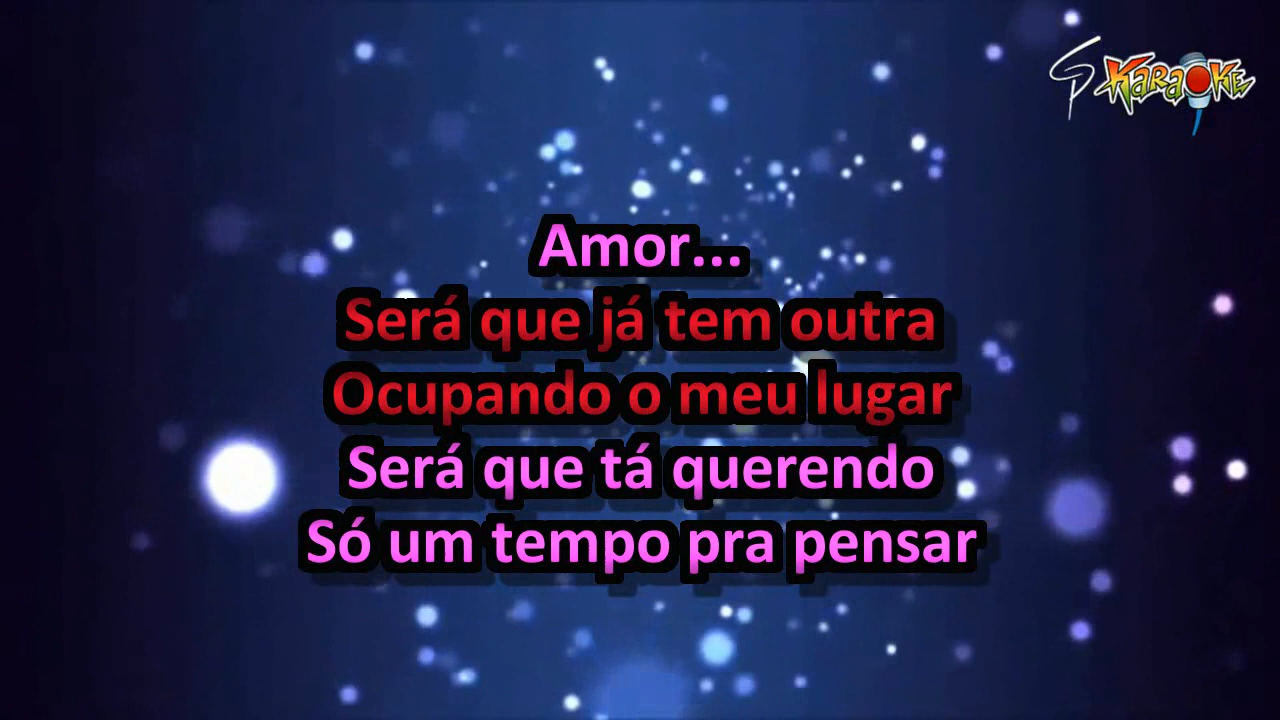 SP KARAOKE
Amor...
Será que já tem outra
Ocupando o meu lugar
Será que tá querendo
Só um tempo pra pensar